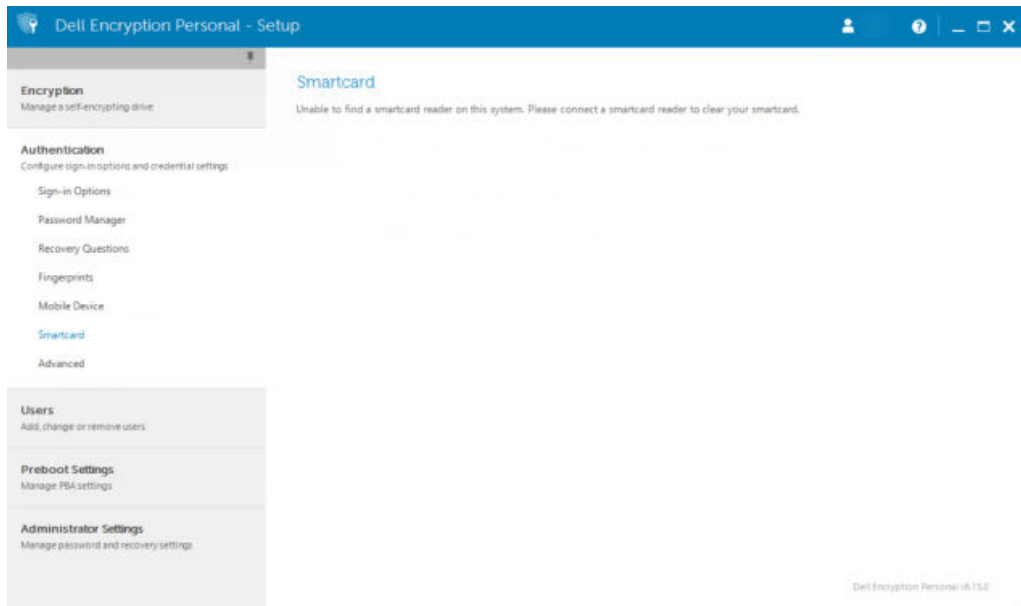 Dell Encryption Personal - Setup
Encryption
Manage a self-encrypting drive
Authentication
Configure sign-in options and credential settings
Sign-in Options
Password Manager
Recovery Questions
Fingerprints
Mobile Device
Smartcard
Advanced
Users
Add, change or remove users
Preboot Settings
Manage PBA settings
Administrator Settings
Manage password and recovery settings
Smartcard
Unable to find a smartcard reader on this system. Please connect a smartcard reader to clear your smartcard.
Dell Encryption Personal v8.15.0